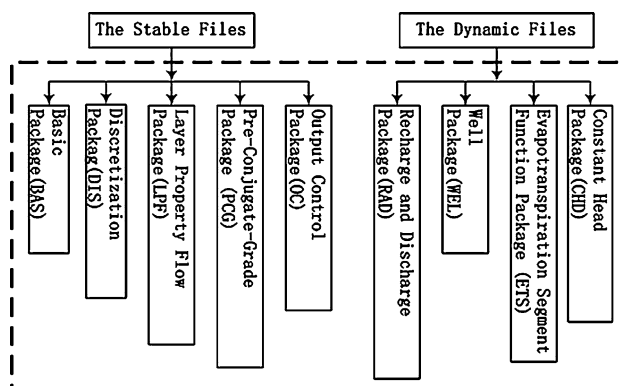 The Stable Files
The Dynamic Files
Basic
Package(BAS)
Discretization
Packag(DIS)
Layer Property Flow
Package(LPF)
Pre-Conjugate-Grade
Package (PCG)
Output Control
Package(OC)
Recharge and Discharge
Package(RAD)
Well
Package(WEL)
Evapotranspiration Segment
Function Package (ETS)
Constant Head
Package(CHD)